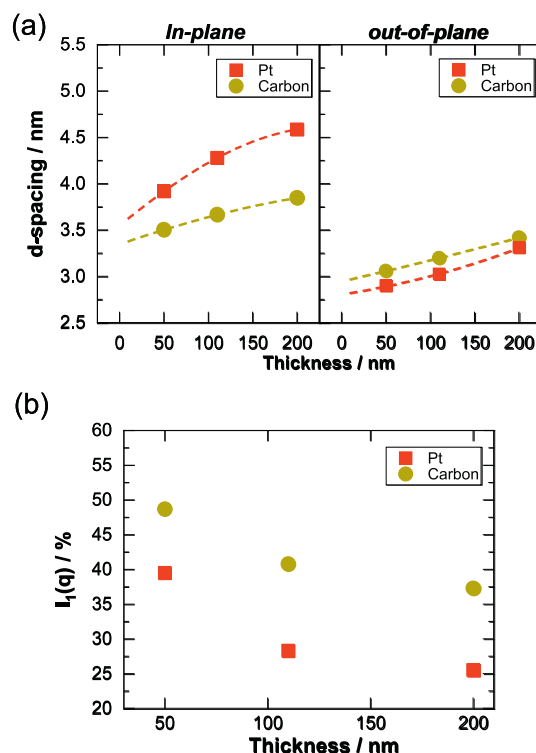 (a)
In-plane
out-of-plane
5.5
5.0
4.5
4.0
3.5
3.0
2.5
d-spacing / nm
Pt
Carbon
Pt
Carbon
0 50 100 150 200
0 50 100 150 200
Thickness / nm
(b)
60
55
50
45
40
35
30
25
20
I₁(q) / %
Pt
Carbon
50 100 150 200
Thickness / nm